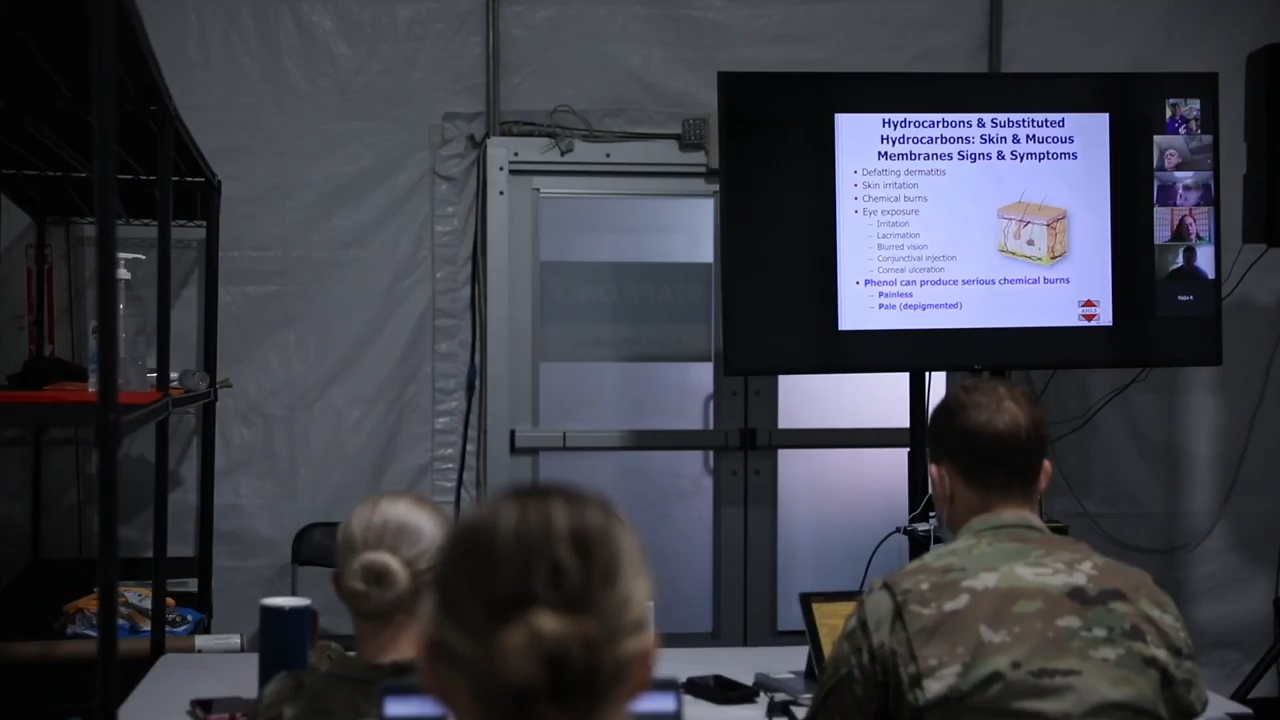 Hydrocarbons & Substituted
Hydrocarbons: Skin & Mucous
Membranes Signs & Symptoms
• Defatting dermatitis
• Skin irritation
• Chemical burns
• Eye exposure
– Irritation
– Lacrimation
– Blurred vision
– Conjunctival injection
– Corneal ulceration
• Phenol can produce serious chemical burns
– Painless
– Pale (depigmented)
AHLS